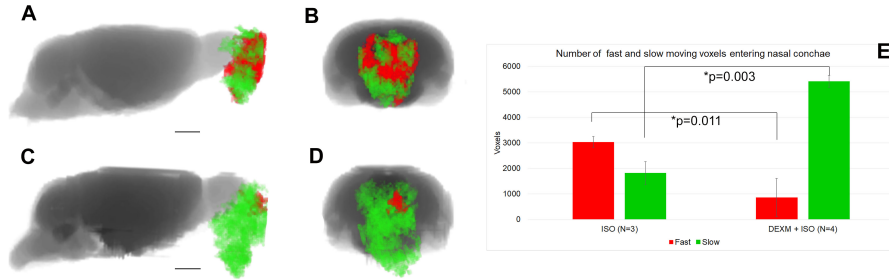 A
B
C
D
E
Number of fast and slow moving voxels entering nasal conchae
6000
5000
4000
3000
2000
1000
0
Voxels
*p=0.003
*p=0.011
ISO (N=3)
DEXM + ISO (N=4)
Fast Slow